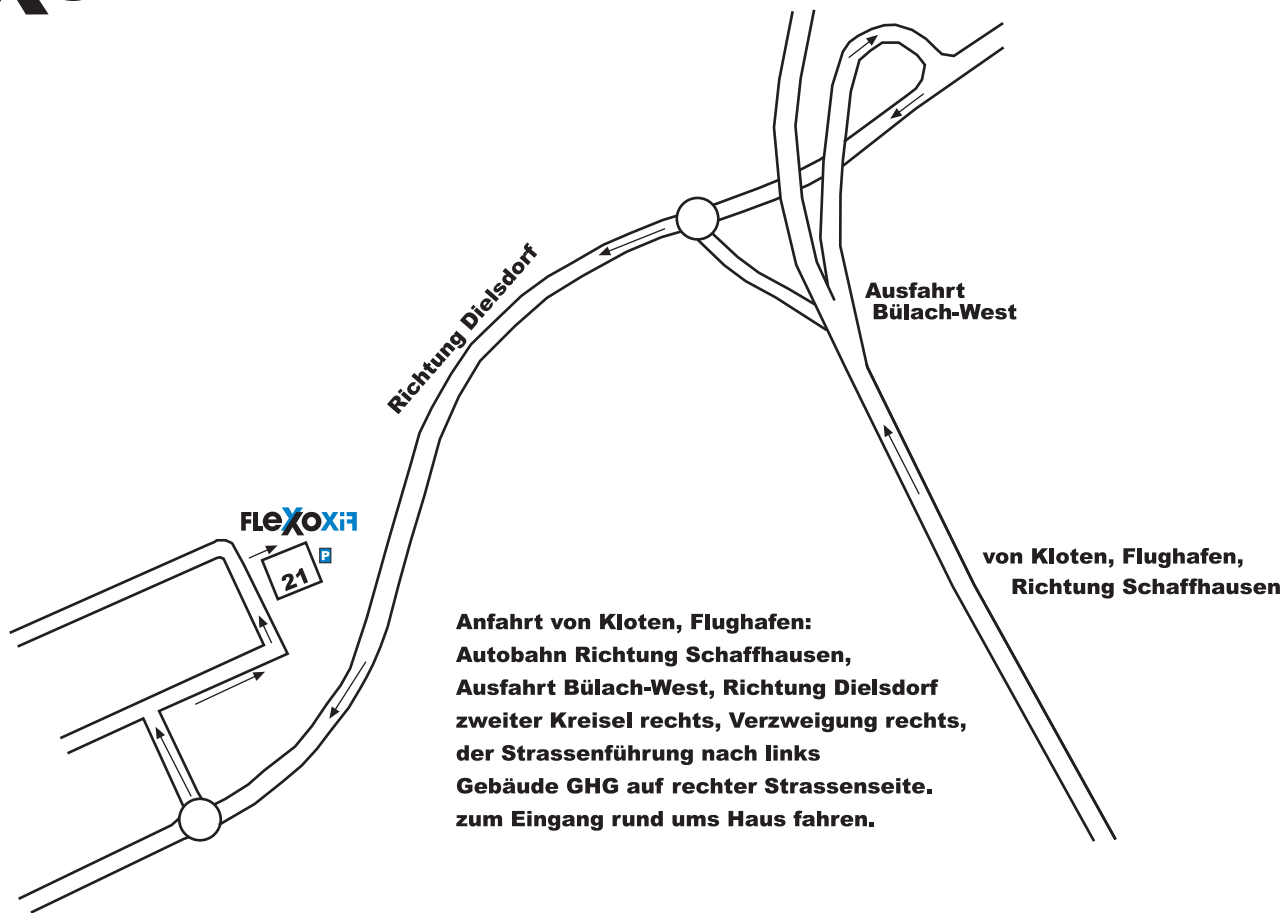 Ausfahrt
Bülach-West
Richtung Dielsdorf
FLeXOXiF
P
21
von Kloten, Flughafen,
Richtung Schaffhausen
Anfahrt von Kloten, Flughafen:
Autobahn Richtung Schaffhausen,
Ausfahrt Bülach-West, Richtung Dielsdorf
zweiter Kreisel rechts, Verzweigung rechts,
der Strassenführung nach links
Gebäude GHG auf rechter Strassenseite.
zum Eingang rund ums Haus fahren.